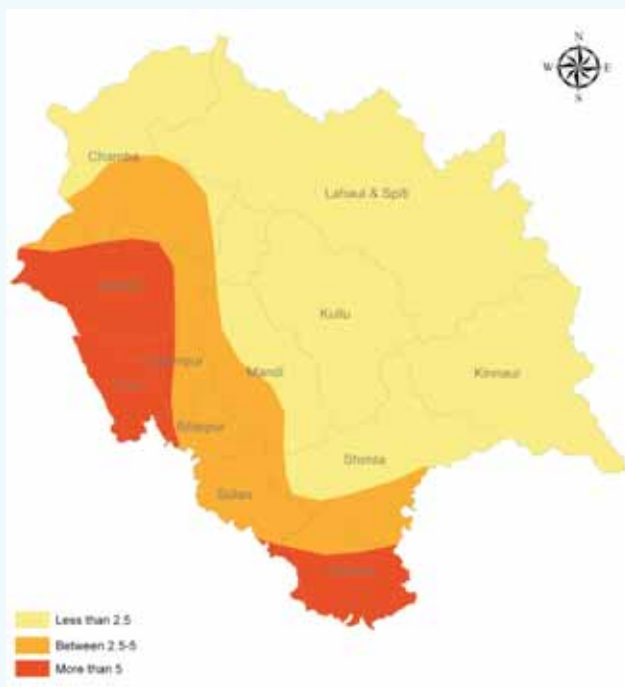 N
W E
S
Chamba
Lahaul & Spiti
Kullu
Mandi
Kinnaur
Bilaspur
Shimla
Solan
Less than 2.5
Between 2.5-5
More than 5